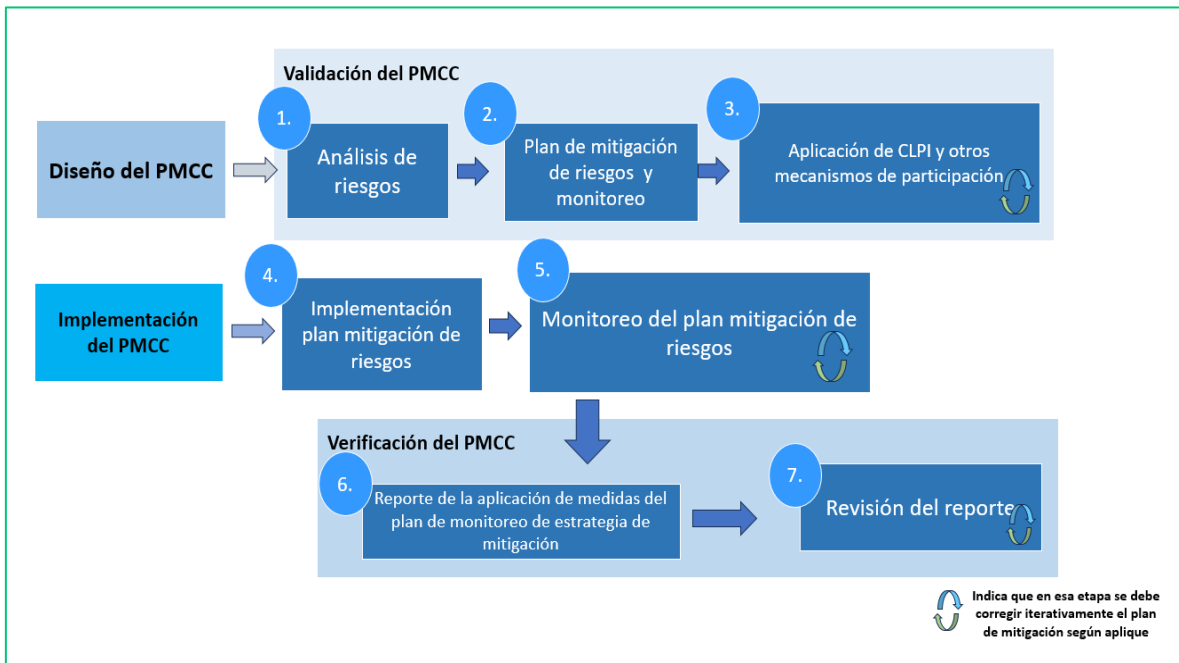 Validación del PMCC
Diseño del PMCC
1.
Análisis de
riesgos
2.
Plan de mitigación
de riesgos y
monitoreo
3.
Aplicación de CLPI y otros
mecanismos de participación
Implementación
del PMCC
4.
Implementación
plan mitigación de
riesgos
5.
Monitoreo del plan mitigación de
riesgos
Verificación del PMCC
6.
Reporte de la aplicación de medidas del
plan de monitoreo de estrategia de
mitigación
7.
Revisión del reporte
Indica que en esa etapa se debe
corregir iterativamente el plan
de mitigación según aplique